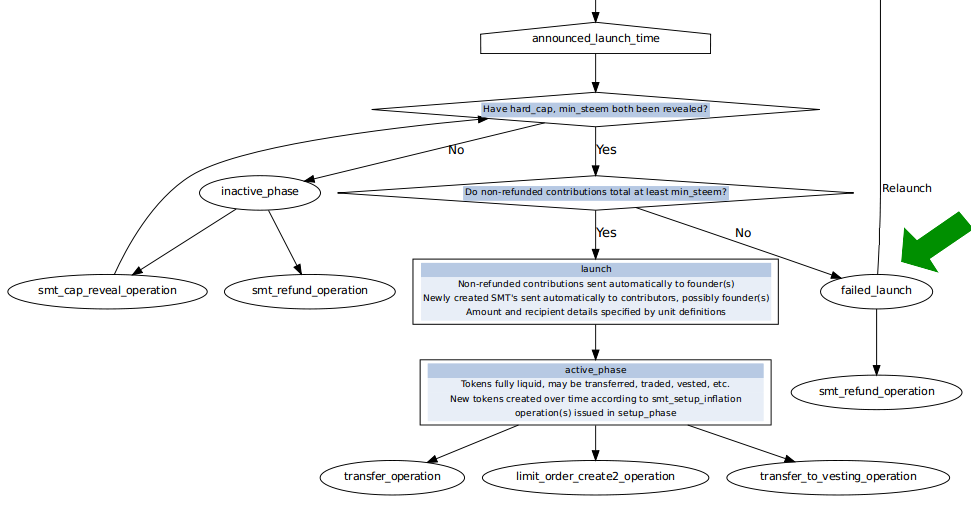 announced_launch_time
Have hard_cap, min_steem both been revealed?
No
Yes
inactive_phase
Do non-refunded contributions total at least min_steem?
Relaunch
Yes
No
smt_cap_reveal_operation
smt_refund_operation
launch
Non-refunded contributions sent automatically to founder(s)
Newly created SMT's sent automatically to contributors, possibly founder(s)
Amount and recipient details specified by unit definitions
failed_launch
active_phase
Tokens fully liquid, may be transferred, traded, vested, etc.
New tokens created over time according to smt_setup_inflation
operation(s) issued in setup_phase
smt_refund_operation
transfer_operation
limit_order_create2_operation
transfer_to_vesting_operation